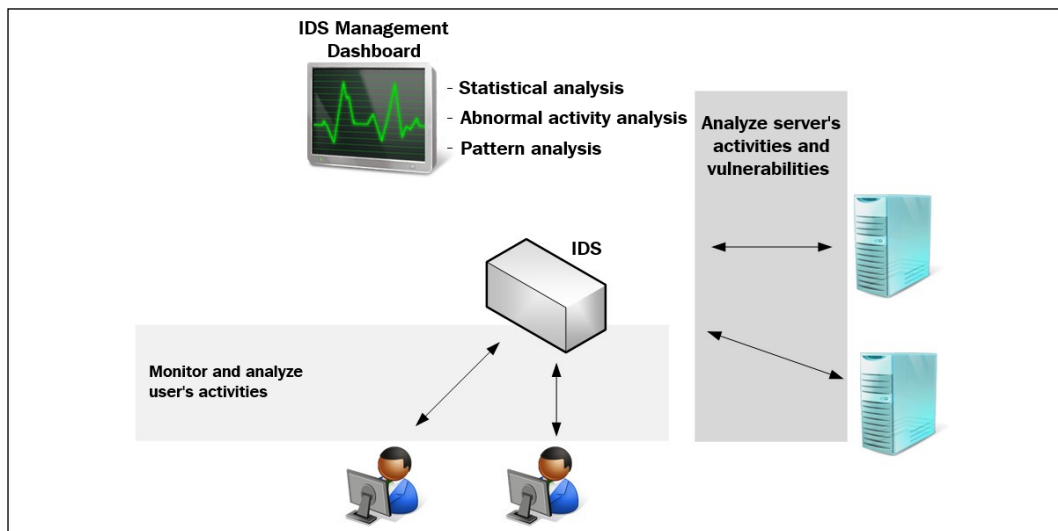 IDS Management
Dashboard
- Statistical analysis
- Abnormal activity analysis
- Pattern analysis
Analyze server's
activities and
vulnerabilities
IDS
Monitor and analyze
user's activities